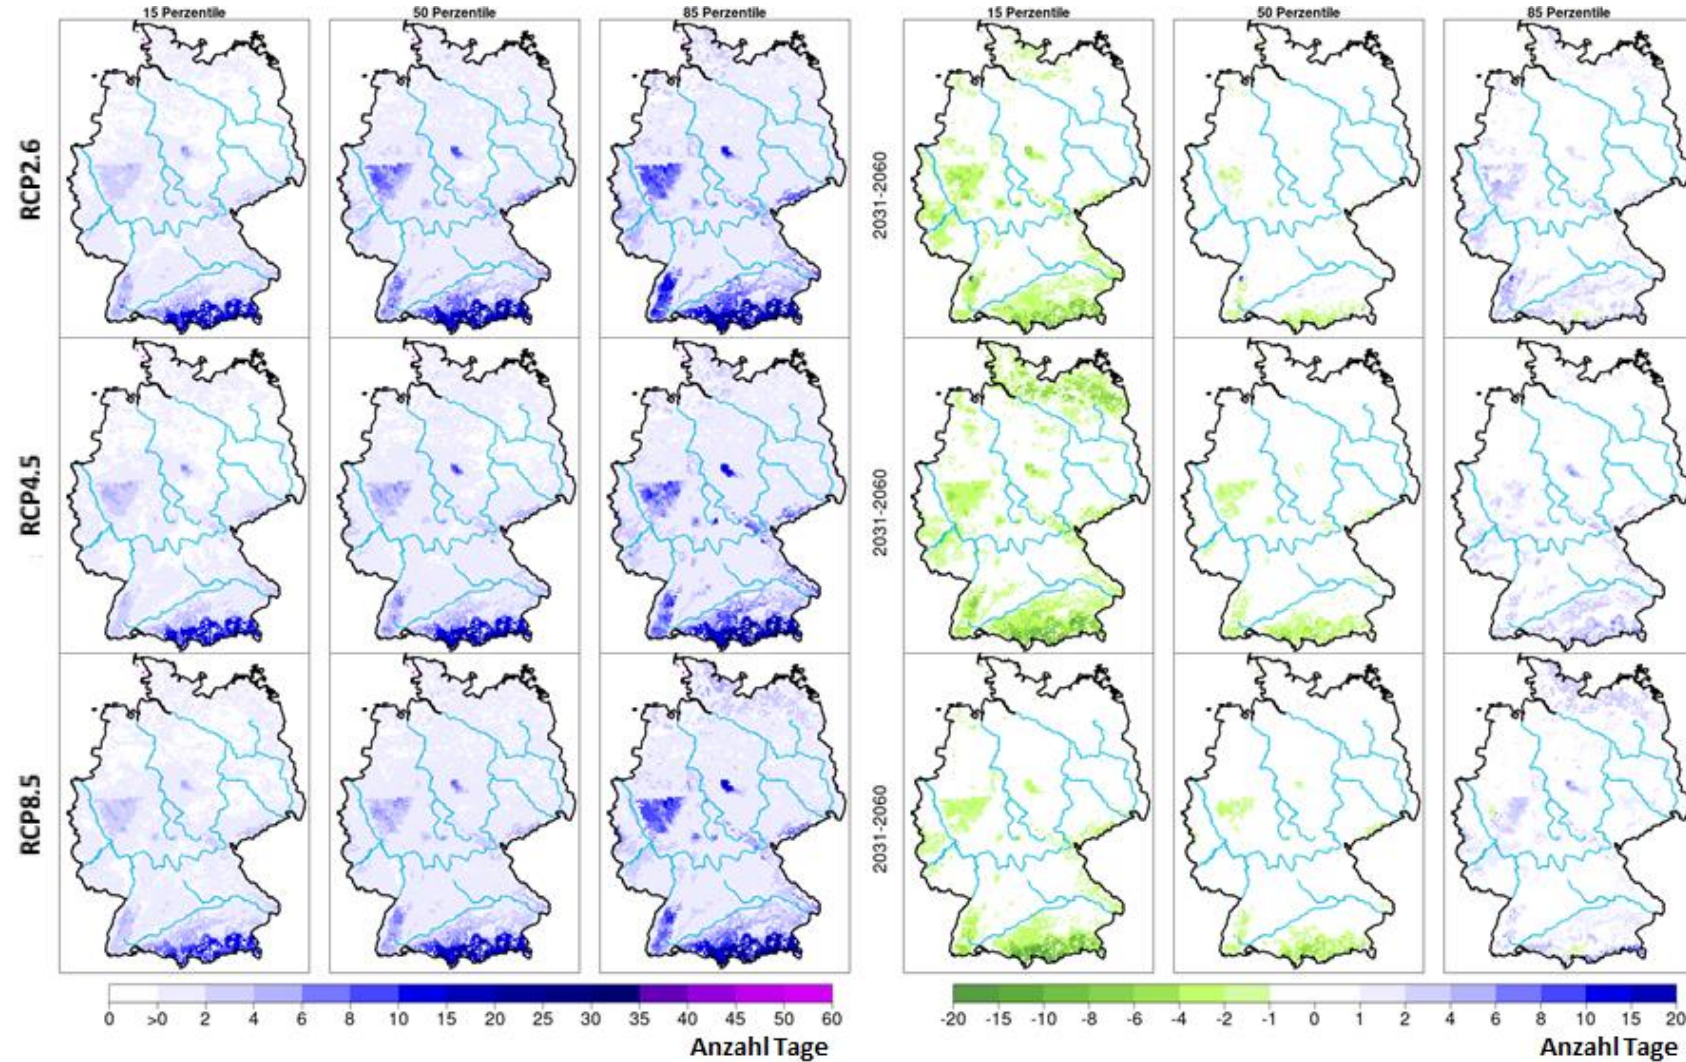 15 Perzentile 50 Perzentile 85 Perzentile 15 Perzentile 50 Perzentile 85 Perzentile
RCP2.6
2031-2060
RCP4.5
2031-2060
RCP8.5
2031-2060
0 >0 2 4 6 8 10 15 20 25 30 35 40 45 50 60
-20 -15 -10 -8 -6 -4 -2 -1 0 1 2 4 6 8 10 15 20
Anzahl Tage
Anzahl Tage